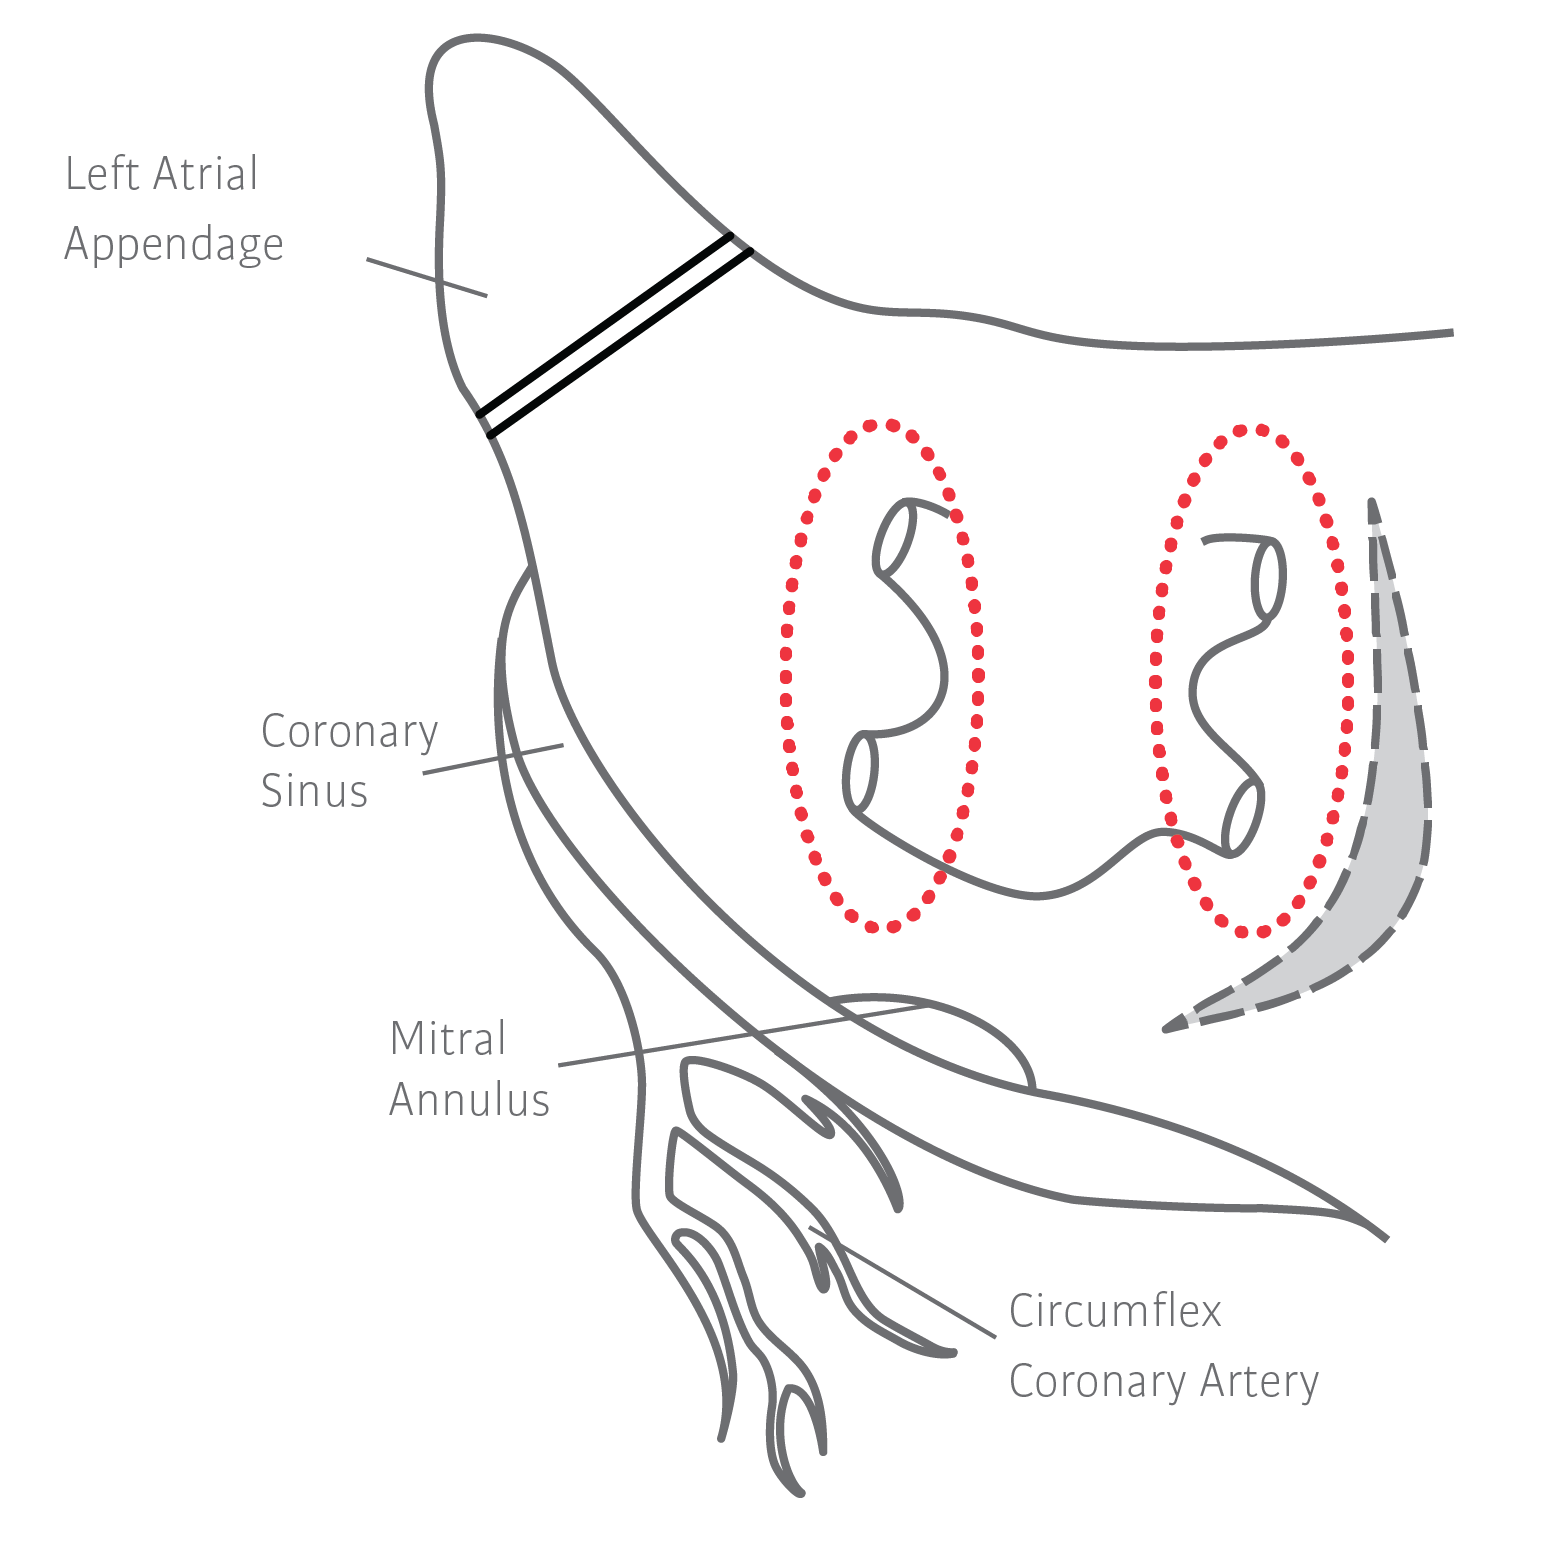 Left Atrial
Appendage
Coronary
Sinus
Mitral
Annulus
Circumflex
Coronary Artery